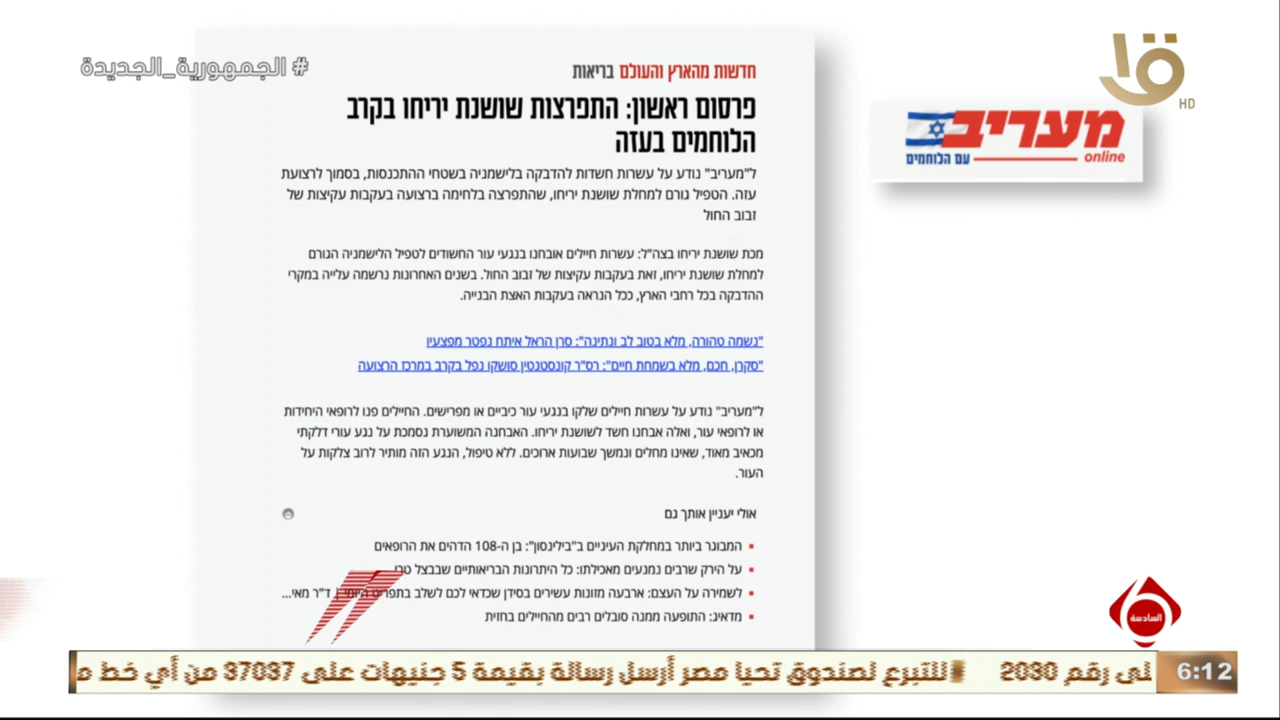 # الجمهورية_الجديدة
HD
חדשות מהארץ והעולם בריאות
פרסום ראשון: התפרצות שושנת יריחו בקרב
הלוחמים בעזה
ל"מעריב" נודע על עשרות חשדות להדבקה בלישמניה בשטחי ההתכנסות, בסמוך לרצועת
עזה. הטפיל גורם למחלת שושנת יריחו, שהתפרצה בלחימה ברצועה בעקבות עקיצות של
זבוב החול
מכת שושנת יריחו בצה"ל: עשרות חיילים אובחנו בנגעי עור החשודים לטפיל הלישמניה הגורם
למחלת שושנת יריחו, זאת בעקבות עקיצות של זבוב החול. בשנים האחרונות נרשמה עלייה במקרי
ההדבקה בכל רחבי הארץ, ככל הנראה בעקבות האצת הבנייה.
"נשמה טהורה, מלא בטוב לב ונתינה": סרן הראל איתח נפטר מפצעיו
"סקרן, חכם, מלא בשמחת חיים": רס"ר קונסטנטין סושקו נפל בקרב במרכז הרצועה
ל"מעריב" נודע על עשרות חיילים שלקו בנגעי עור כיביים או מפרישים. החיילים פנו לרופאי היחידות
או לרופאי עור, ואלה אבחנו חשד לשושנת יריחו. האבחנה המשוערת נסמכת על נגע עורי דלקתי
מכאיב מאוד, שאינו מחלים ונמשך שבועות ארוכים. ללא טיפול, הנגע הזה מותיר לרוב צלקות על
העור.
אולי יעניין אותך גם
המבוגר ביותר במחלקת העיניים ב"בילינסון": בן ה-108 הדהים את הרופאים
על הירק שרבים נמנעים מאכילתו: כל היתרונות הבריאותיים שבבצל טרי
לשמירה על העצם: ארבעה מזונות עשירים בסידן שכדאי לכם לשלב בתפריט היומי | ד"ר מאי...
מדאיג: התופעה ממנה סובלים רבים מהחיילים בחזית
מעריב
online
עם הלוחמים
السادسة
لى رقم 2030 #للتبرع لصندوق تحيا مصر أرسل رسالة بقيمة 5 جنيهات على 37037 من أي خط م
6:12